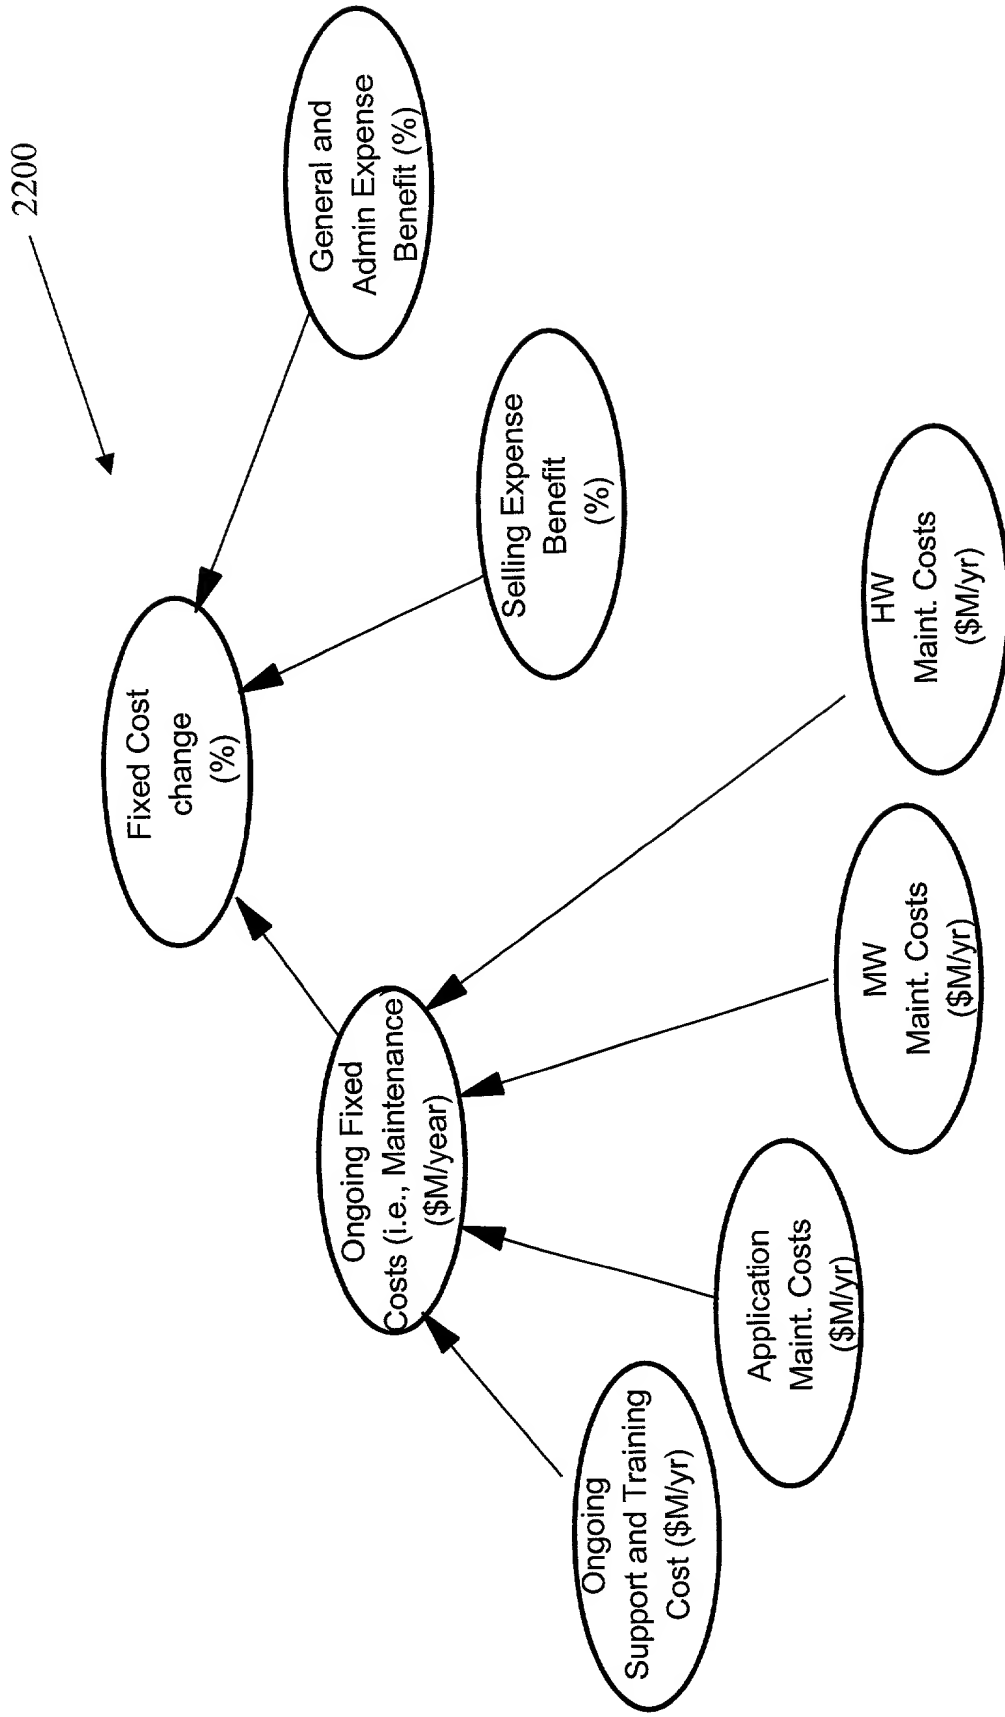 2200
Fixed Cost
change
(%)
General and
Admin Expense
Benefit (%)
Ongoing Fixed
Costs (i.e., Maintenance
($M/year)
Selling Expense
Benefit
(%)
Ongoing
Support and Training
Cost ($M/yr)
Application
Maint. Costs
($M/yr)
MW
Maint. Costs
($M/yr)
HW
Maint. Costs
($M/yr)